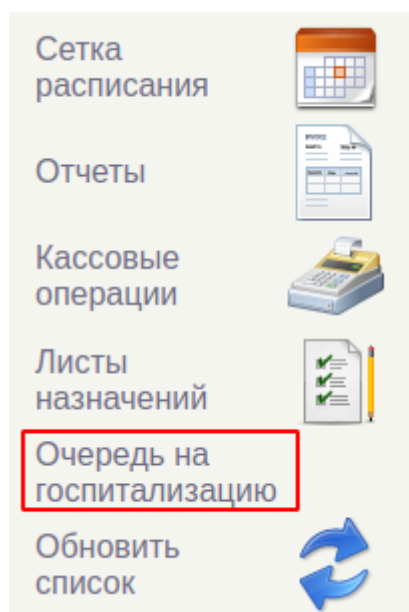 Сетка
расписания
Отчеты
Кассовые
операции
Листы
назначений
Очередь на
госпитализацию
Обновить
список